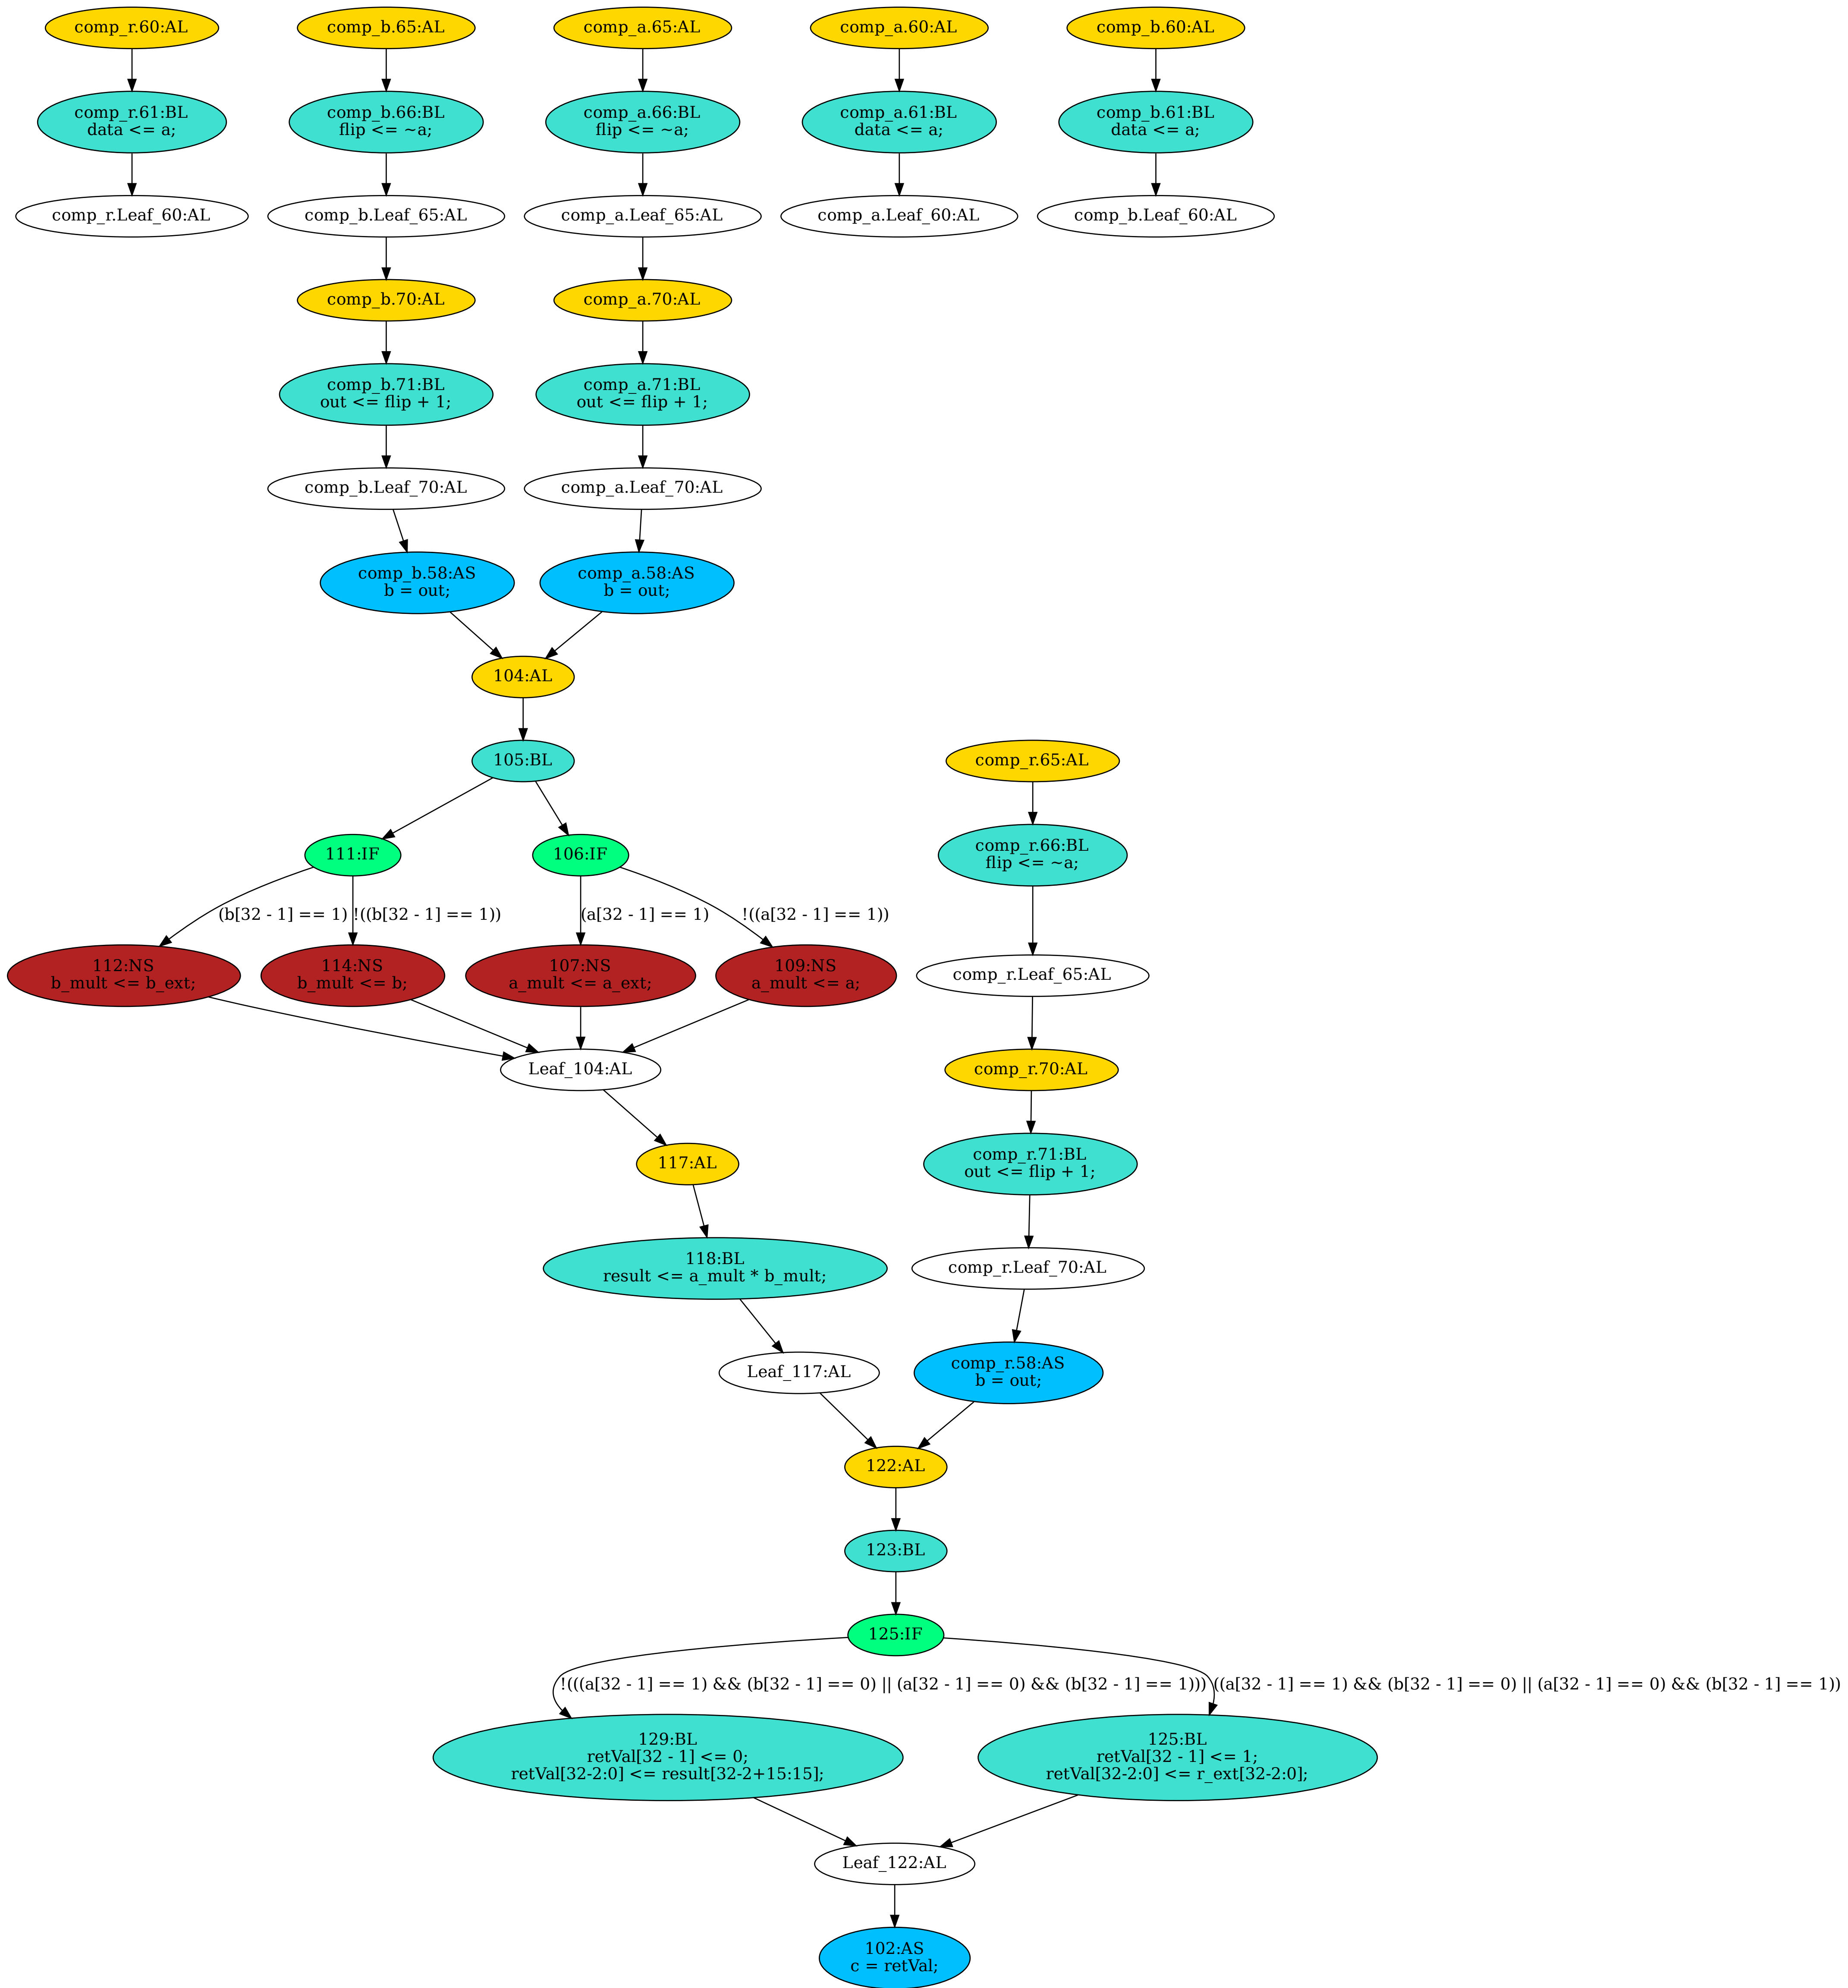 comp_r.60:AL
comp_b.65:AL
comp_a.65:AL
comp_a.60:AL
comp_b.60:AL
comp_r.61:BL
data <= a;
comp_b.66:BL
flip <= ~a;
comp_a.66:BL
flip <= ~a;
comp_a.61:BL
data <= a;
comp_b.61:BL
data <= a;
comp_r.Leaf_60:AL
comp_b.Leaf_65:AL
comp_a.Leaf_65:AL
comp_a.Leaf_60:AL
comp_b.Leaf_60:AL
comp_b.70:AL
comp_a.70:AL
comp_b.71:BL
out <= flip + 1;
comp_a.71:BL
out <= flip + 1;
comp_b.Leaf_70:AL
comp_a.Leaf_70:AL
comp_b.58:AS
b = out;
comp_a.58:AS
b = out;
104:AL
105:BL
comp_r.65:AL
111:IF
106:IF
comp_r.66:BL
flip <= ~a;
(b[32 - 1] == 1)
!((b[32 - 1] == 1))
(a[32 - 1] == 1)
!((a[32 - 1] == 1))
112:NS
b_mult <= b_ext;
114:NS
b_mult <= b;
107:NS
a_mult <= a_ext;
109:NS
a_mult <= a;
comp_r.Leaf_65:AL
Leaf_104:AL
comp_r.70:AL
117:AL
comp_r.71:BL
out <= flip + 1;
118:BL
result <= a_mult * b_mult;
comp_r.Leaf_70:AL
Leaf_117:AL
comp_r.58:AS
b = out;
122:AL
123:BL
125:IF
!(((a[32 - 1] == 1) && (b[32 - 1] == 0) || (a[32 - 1] == 0) && (b[32 - 1] == 1)))
((a[32 - 1] == 1) && (b[32 - 1] == 0) || (a[32 - 1] == 0) && (b[32 - 1] == 1))
129:BL
retVal[32 - 1] <= 0;
retVal[32-2:0] <= result[32-2+15:15];
125:BL
retVal[32 - 1] <= 1;
retVal[32-2:0] <= r_ext[32-2:0];
Leaf_122:AL
102:AS
c = retVal;